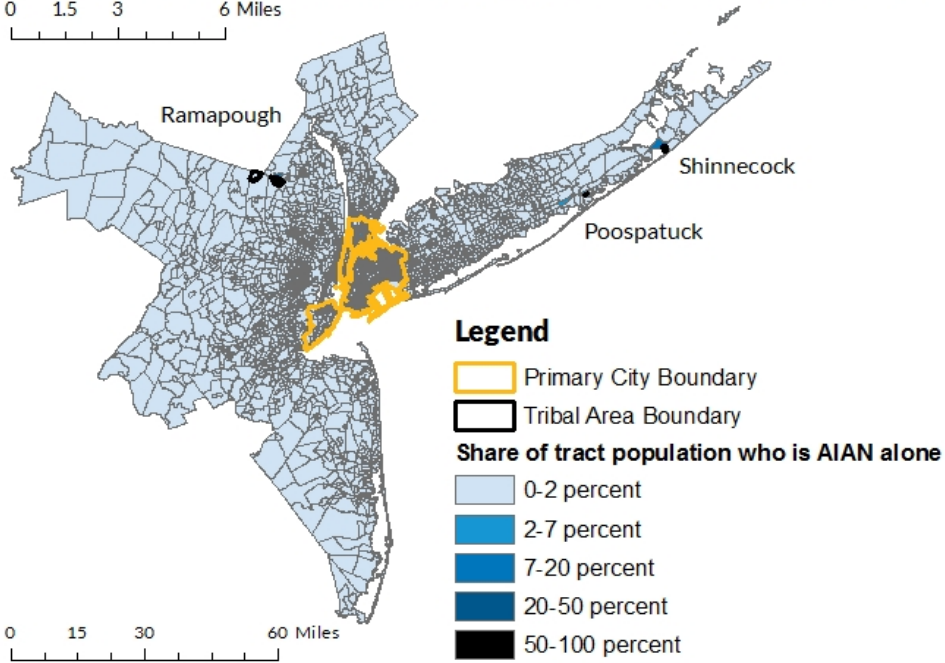 0 1.5 3 6 Miles
Ramapough
Shinnecock
Poospatuck
Legend
Primary City Boundary
Tribal Area Boundary
Share of tract population who is AIAN alone
0-2 percent
2-7 percent
7-20 percent
20-50 percent
50-100 percent
0 15 30 60 Miles